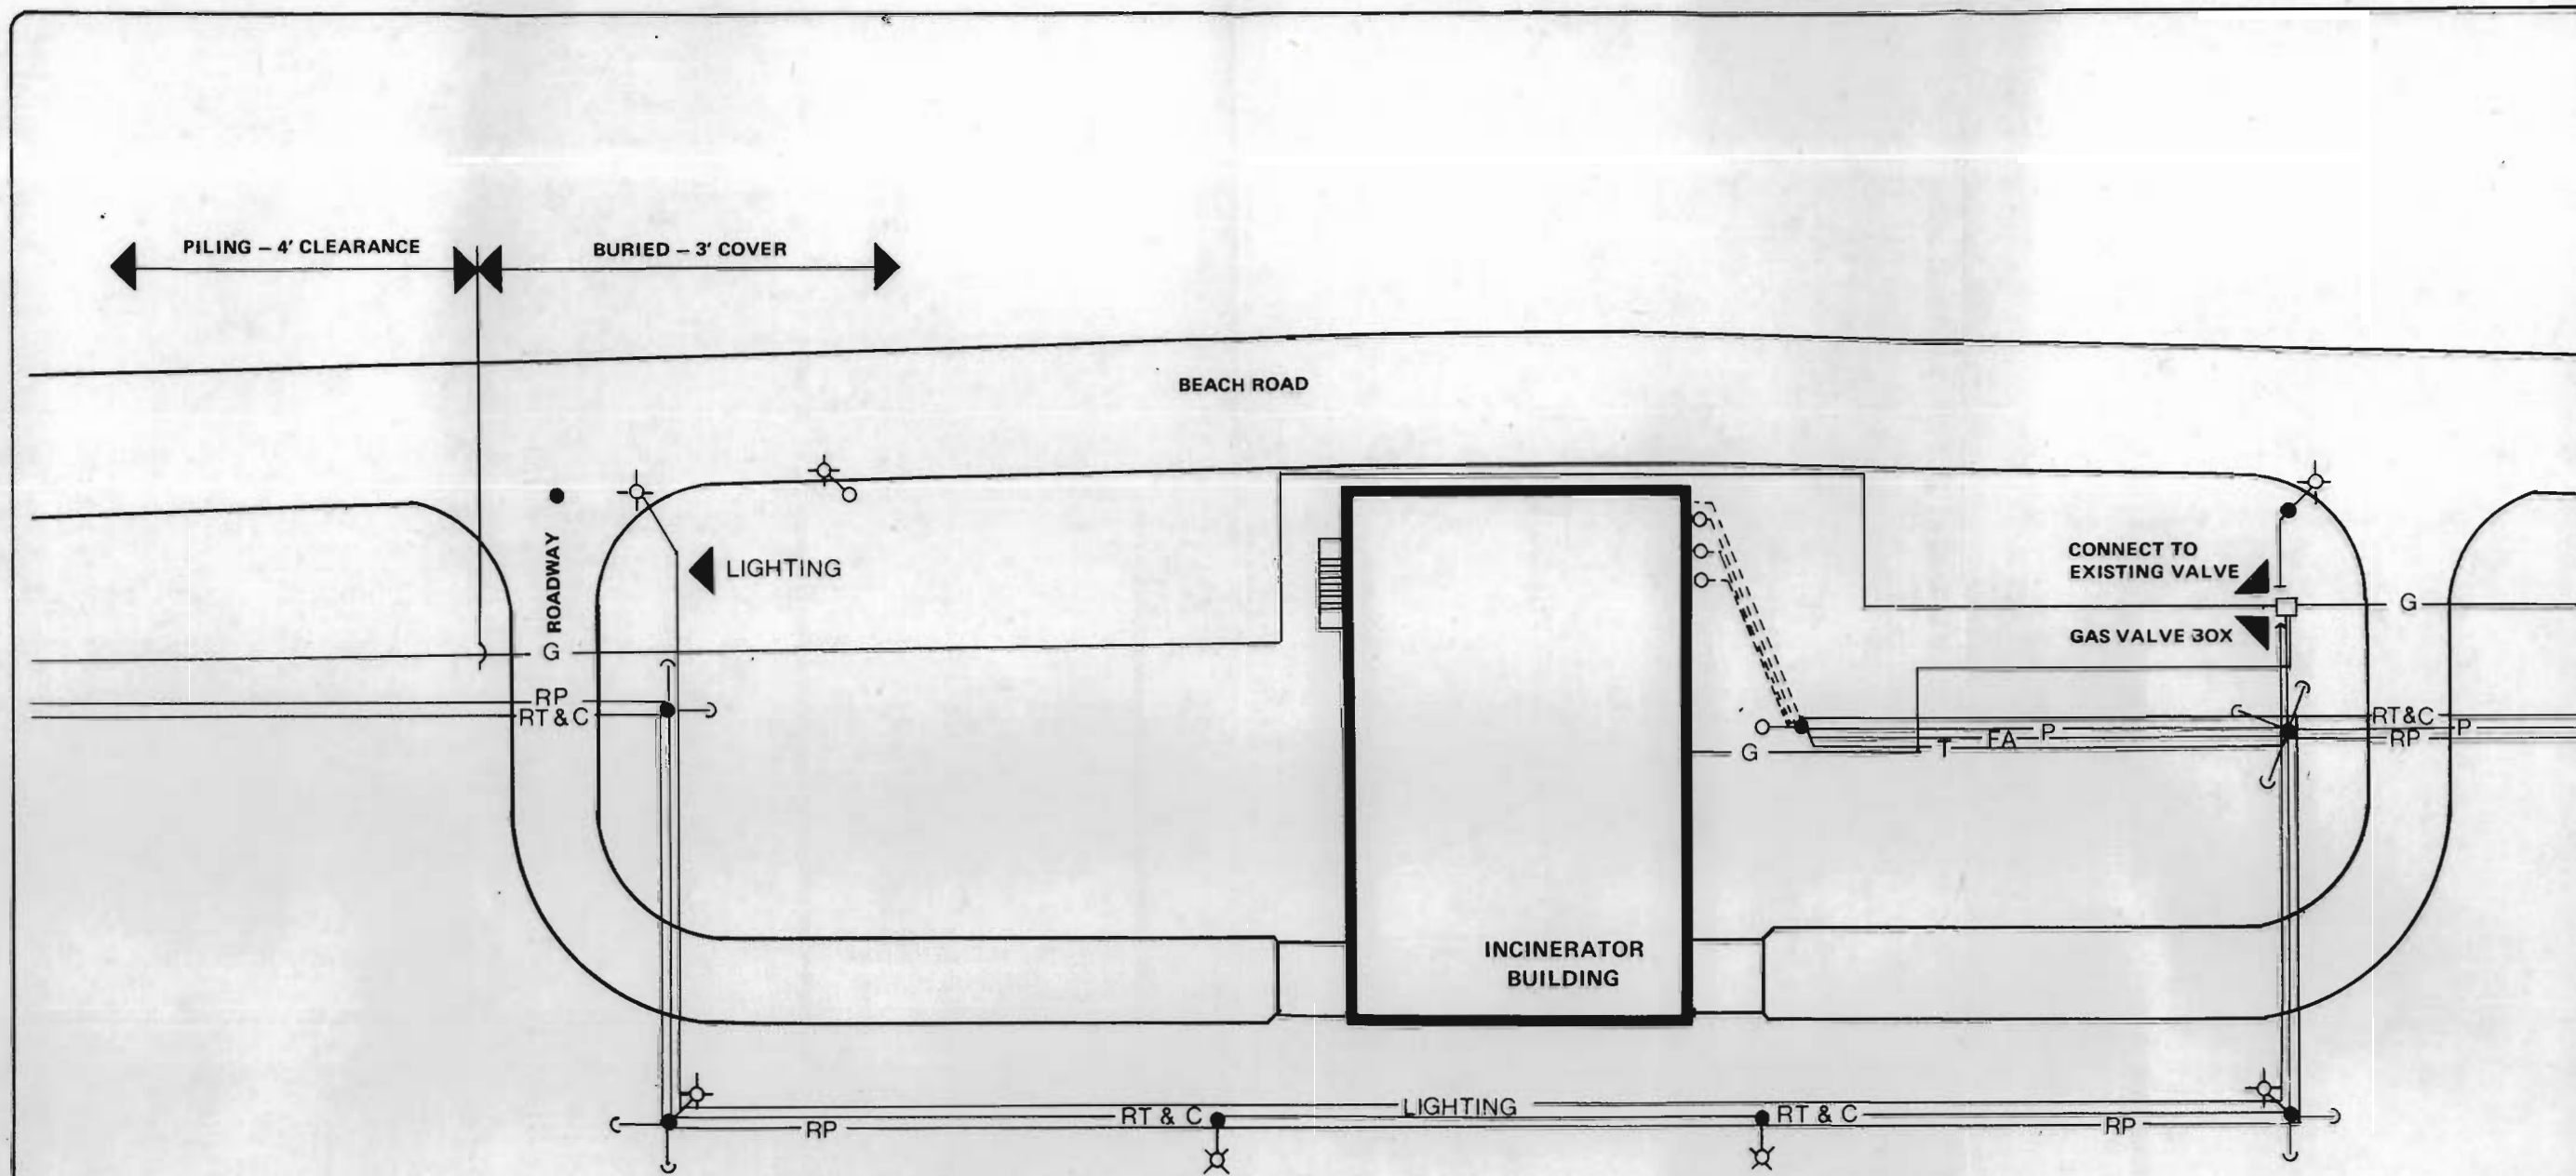 PILING – 4' CLEARANCE
BURIED – 3' COVER
BEACH ROAD
ROADWAY
LIGHTING
CONNECT TO
EXISTING VALVE
G
GAS VALVE BOX
G
RP
RT & C
G
T
FA
P
RT&C
P
RP
INCINERATOR
BUILDING
LIGHTING
RT & C
RT & C
RP
RP